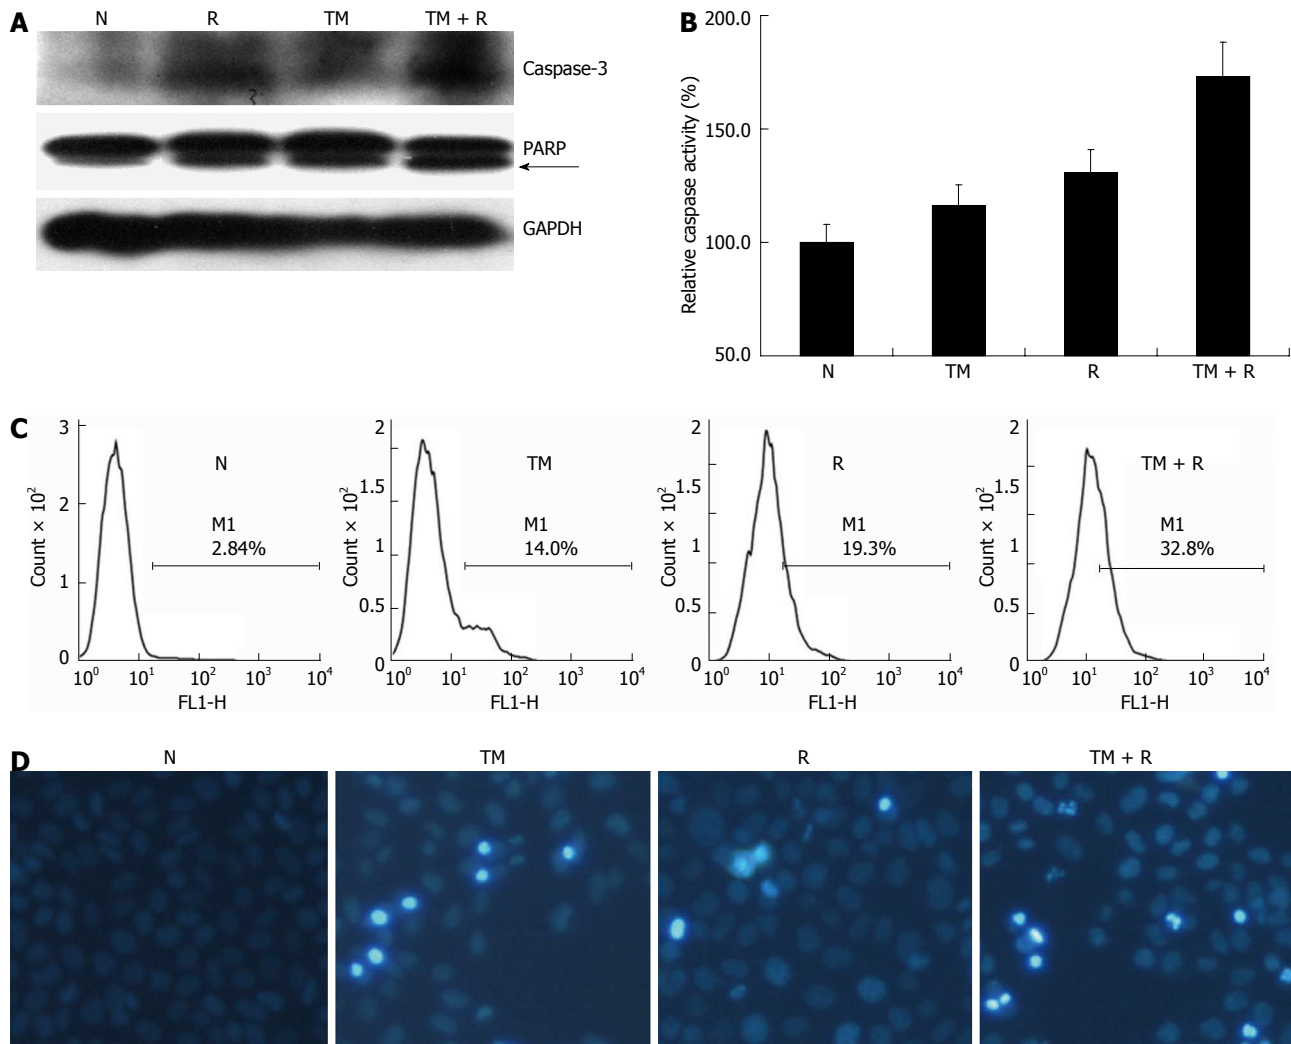 A
N R TM TM + R
Caspase-3
PARP
GAPDH
B
Relative caspase activity (%)
200.0
150.0
100.0
50.0
N TM R TM + R
C
Count × 10²
3
2
1
0
N
M1
2.84%
10⁰ 10¹ 10² 10³ 10⁴
FL1-H
Count × 10²
2
1.5
1
0.5
0
TM
M1
14.0%
10⁰ 10¹ 10² 10³ 10⁴
FL1-H
Count × 10²
2
1.5
1
0.5
0
R
M1
19.3%
10⁰ 10¹ 10² 10³ 10⁴
FL1-H
Count × 10²
2
1.5
1
0.5
0
TM + R
M1
32.8%
10⁰ 10¹ 10² 10³ 10⁴
FL1-H
D
N TM R TM + R